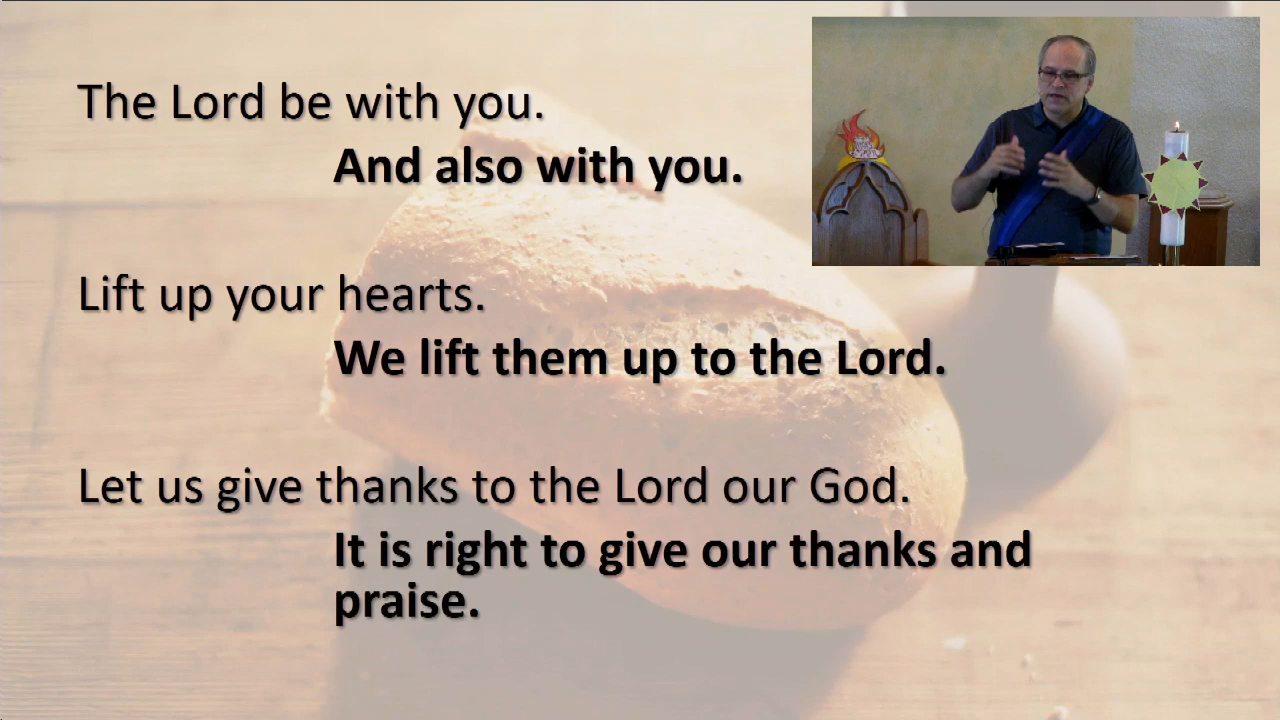 The Lord be with you.
And also with you.
Lift up your hearts.
We lift them up to the Lord.
Let us give thanks to the Lord our God.
It is right to give our thanks and
praise.